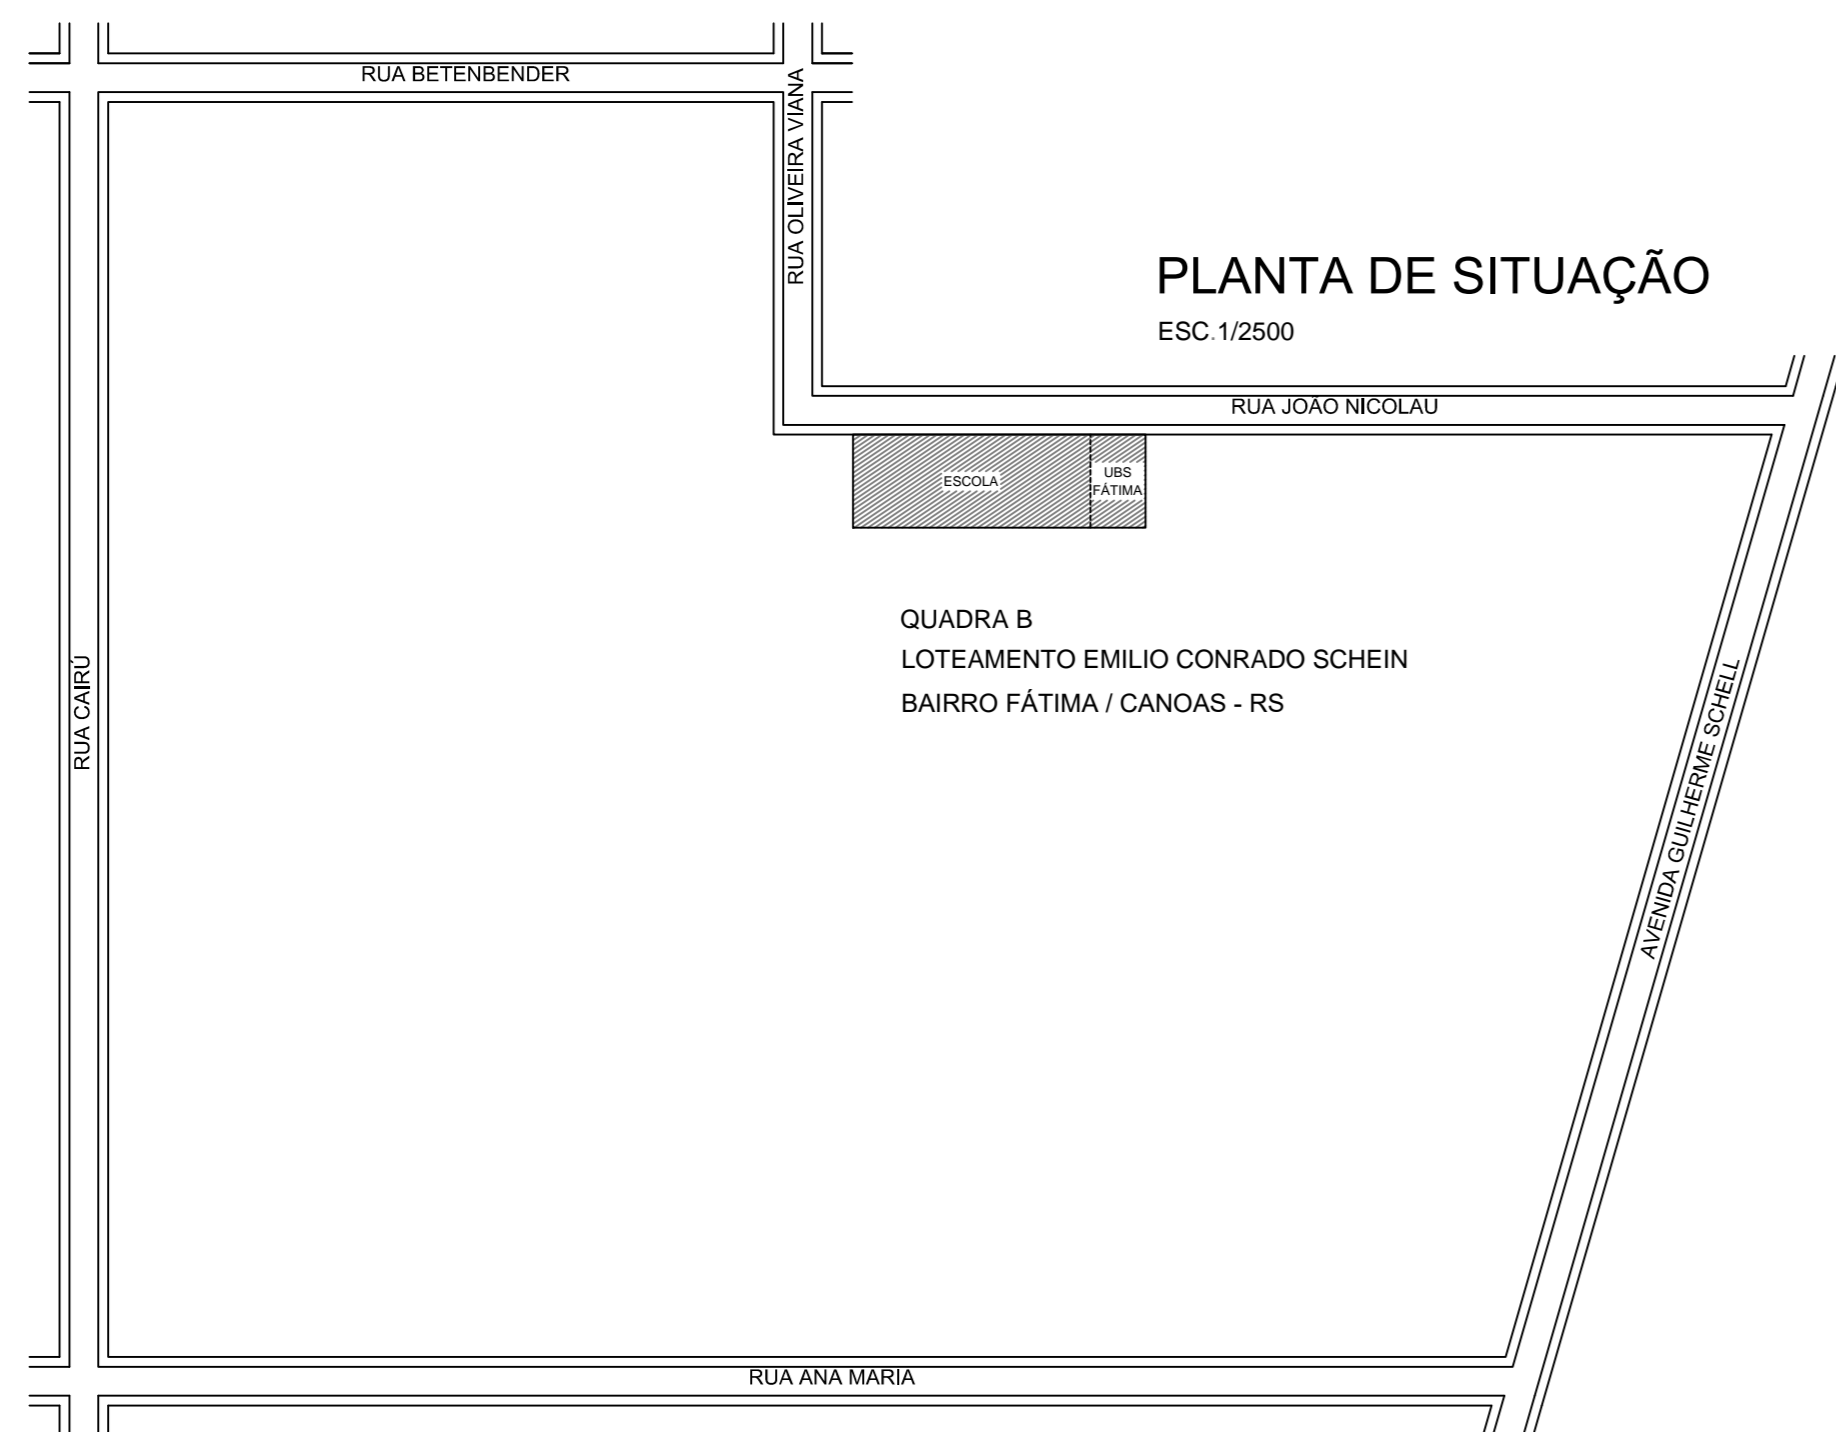 RUA BETENBENDER
RUA OLIVEIRA VIANA
PLANTA DE SITUAÇÃO
ESC.1/2500
RUA JOÃO NICOLAU
ESCOLA
UBS
FÁTIMA
QUADRA B
LOTEAMENTO EMILIO CONRADO SCHEIN
BAIRRO FÁTIMA / CANOAS - RS
RUA CAIRÚ
AVENIDA GUILHERME SCHELL
RUA ANA MARIA